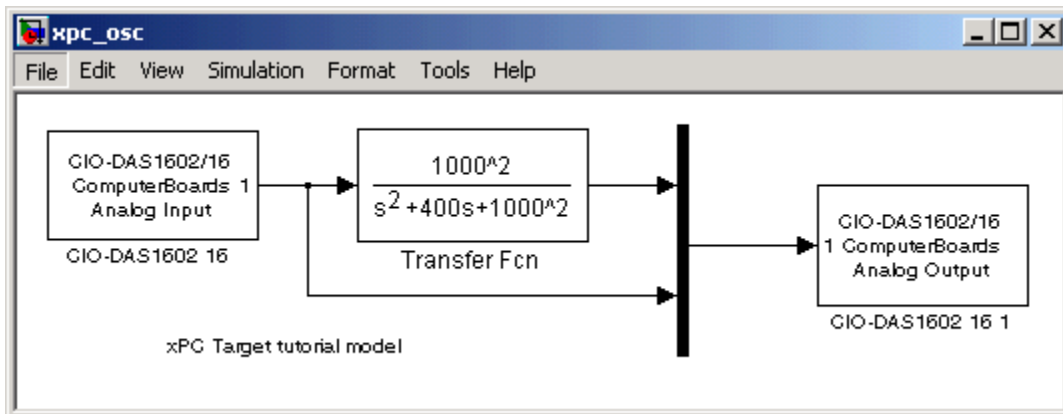 xpc_osc
File Edit View Simulation Format Tools Help
CIO-DAS1602/16
ComputerBoards 1
Analog Input
CIO-DAS1602 16
1000^2
s^2+400s+1000^2
Transfer Fcn
CIO-DAS1602/16
1 ComputerBoards
Analog Output
CIO-DAS1602 16 1
xPC Target tutorial model